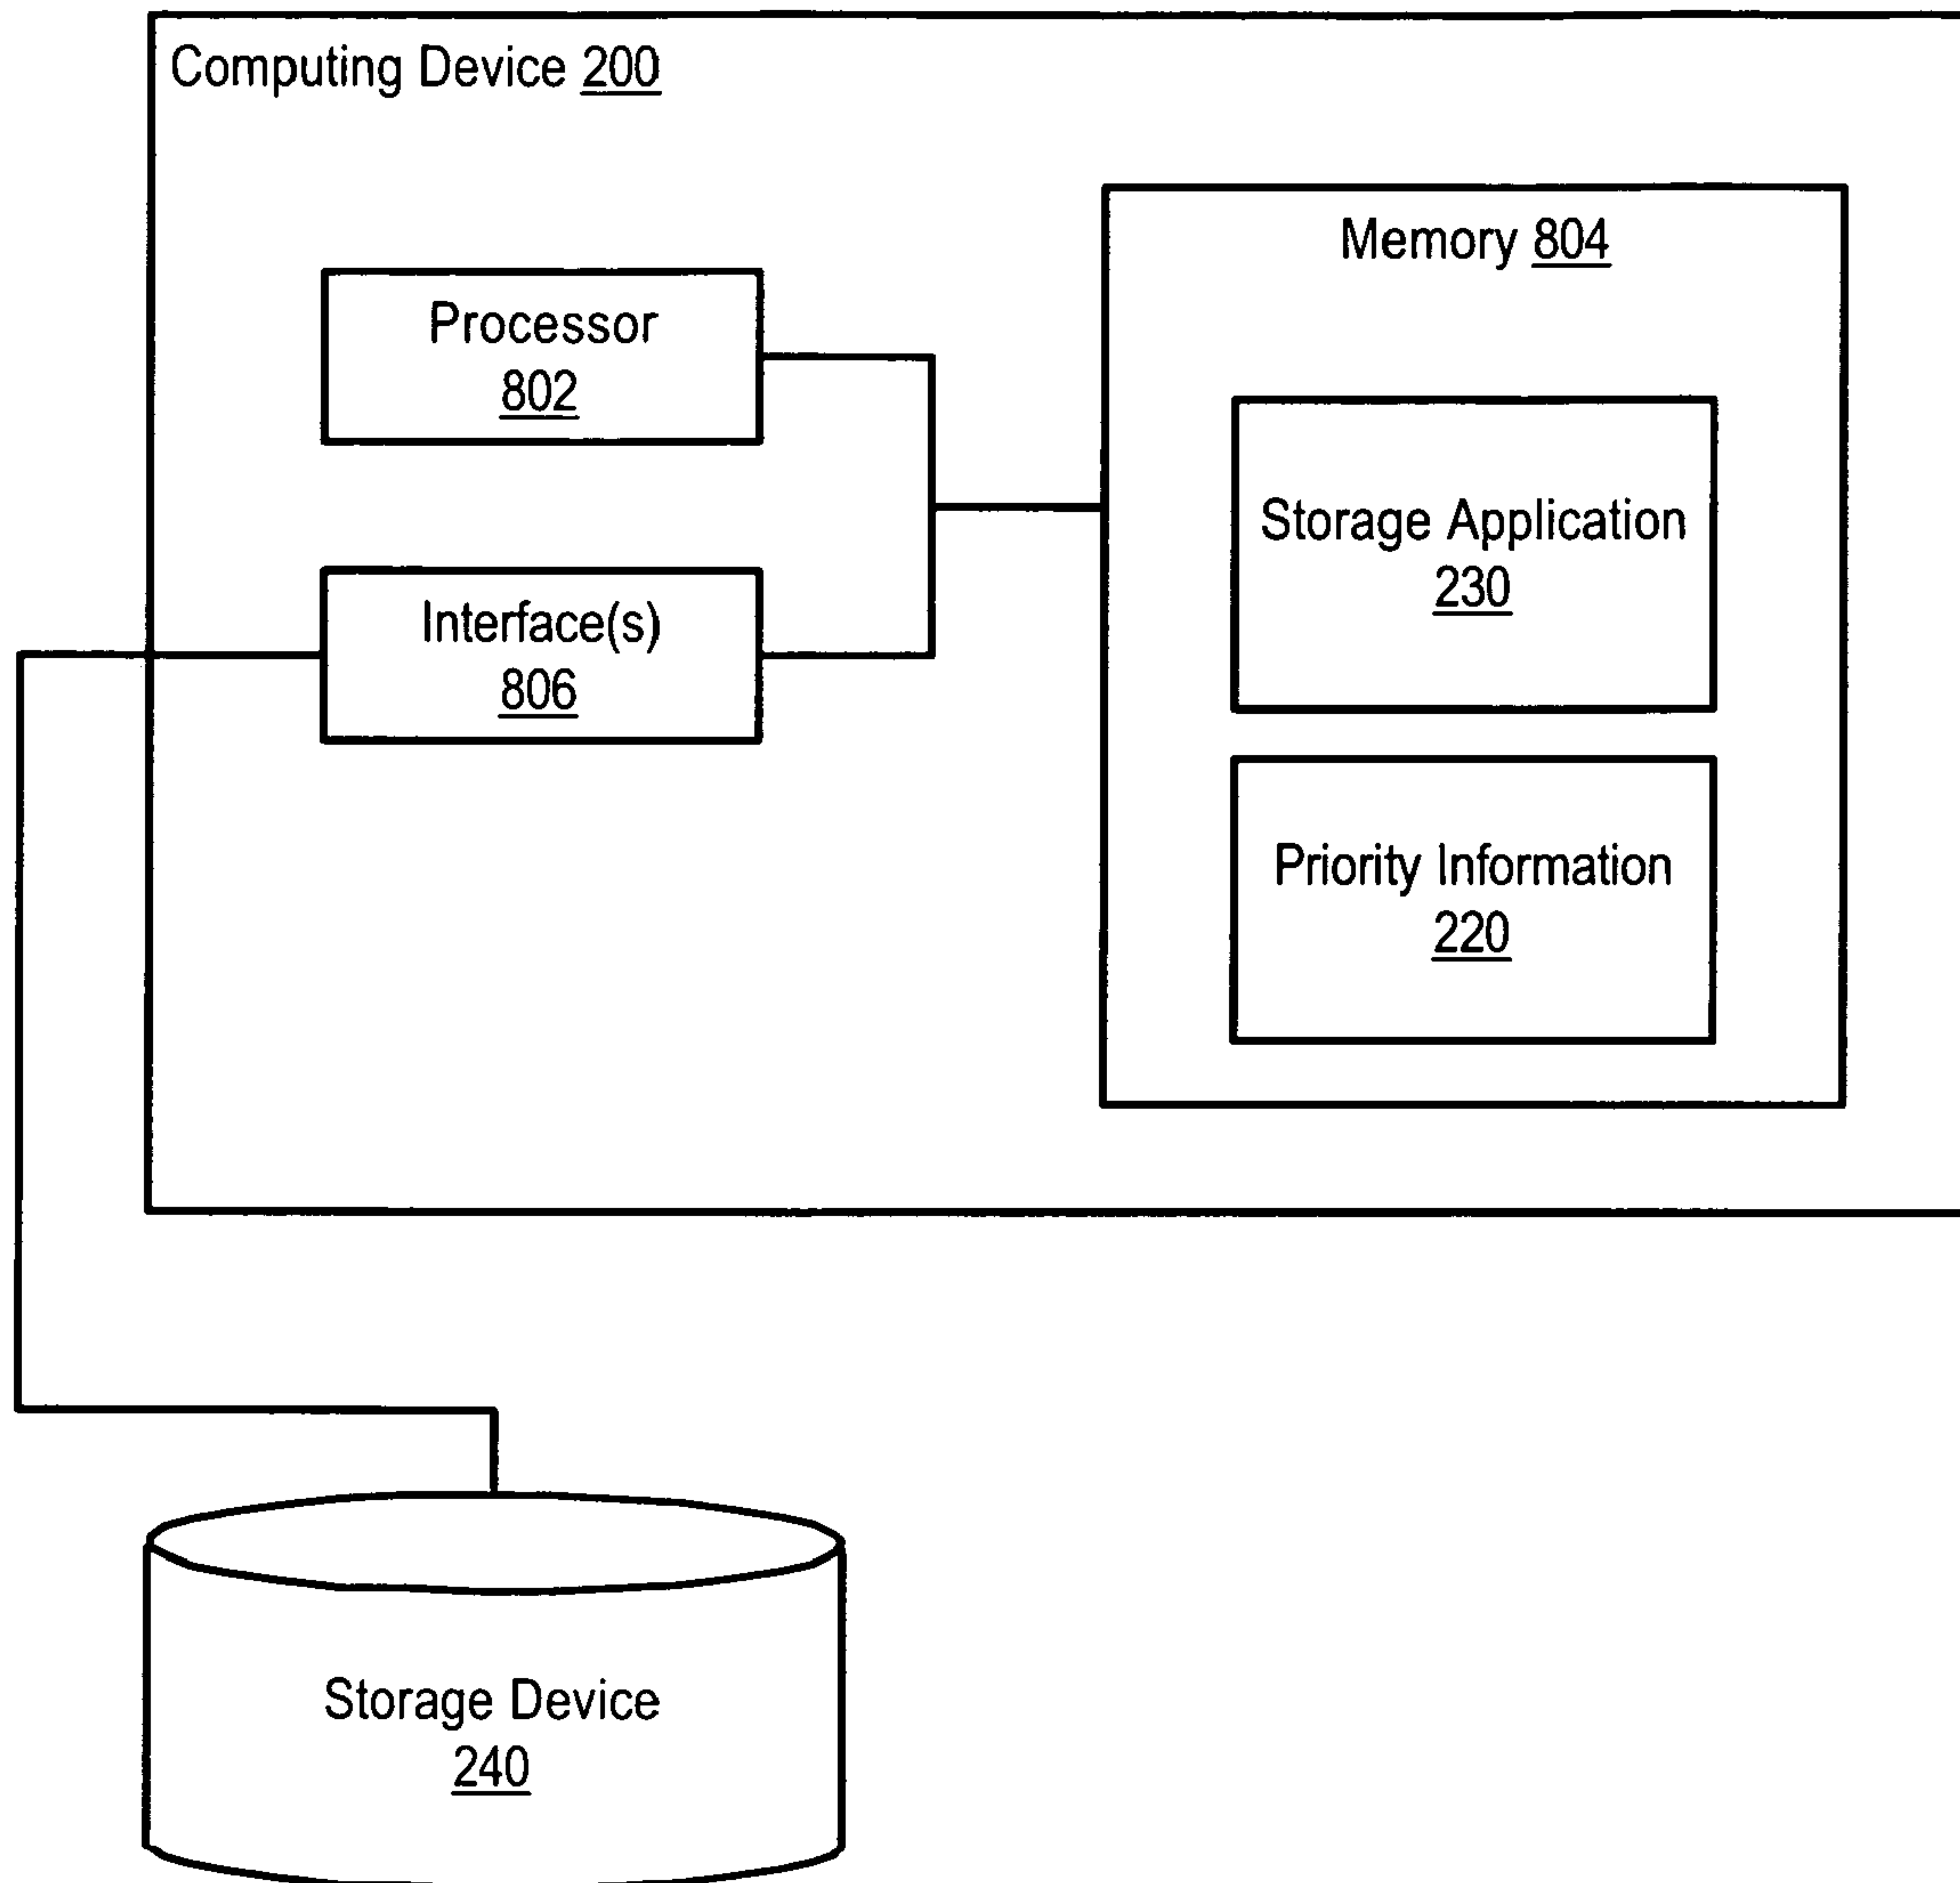 Computing Device 200
Memory 804
Processor
802
Storage Application
230
Interface(s)
806
Priority Information
220
Storage Device
240